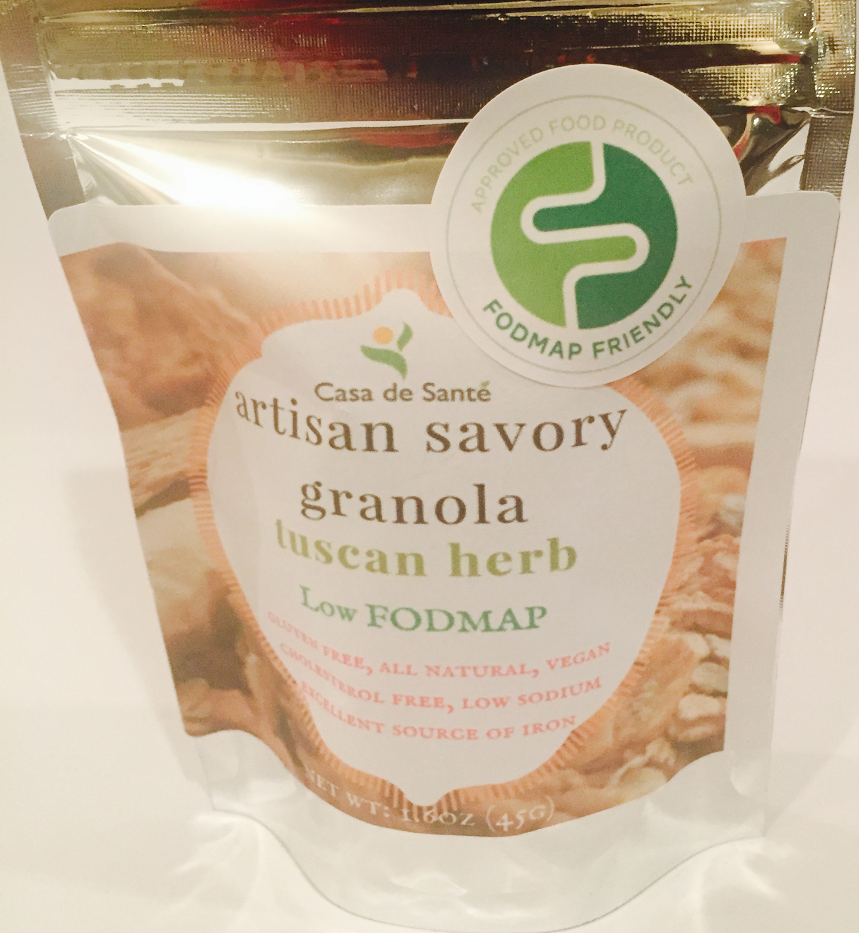 APPROVED FOOD PRODUCT
FODMAP FRIENDLY
Casa de Santé
artisan savory
granola
tuscan herb
Low FODMAP
GLUTEN FREE, ALL NATURAL, VEGAN
CHOLESTEROL FREE, LOW SODIUM
EXCELLENT SOURCE OF IRON
NET WT: 1.6OZ (45G)